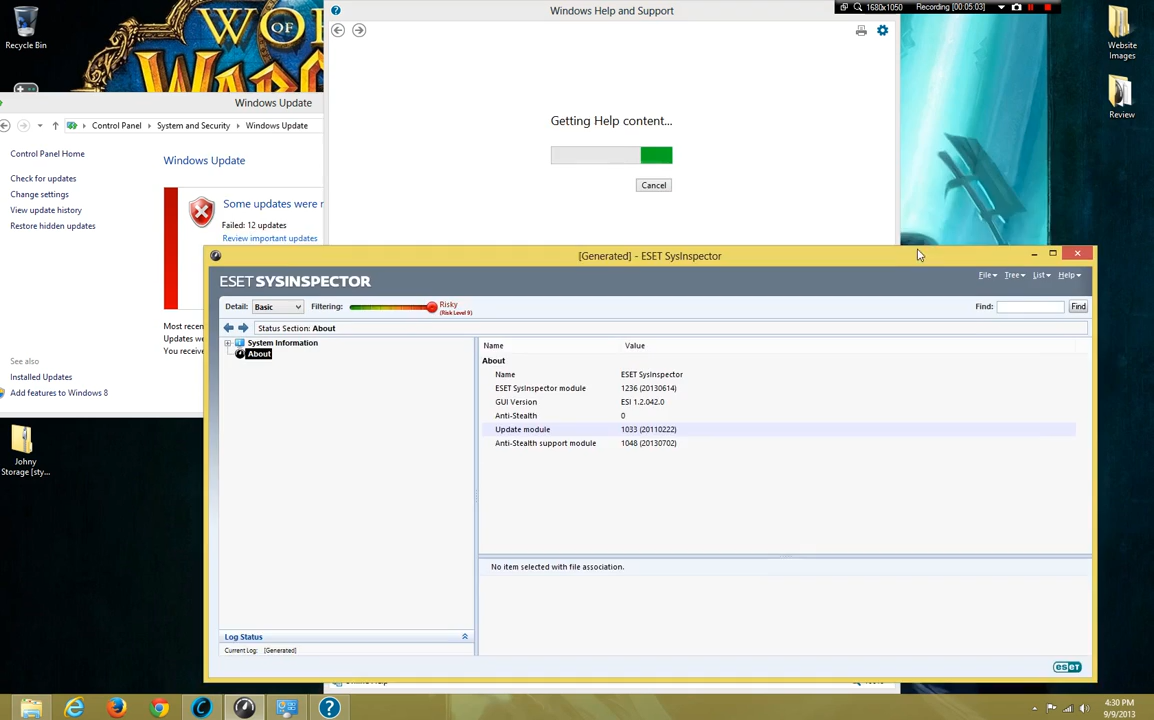 Recycle Bin
WORLD OF
WARC
Windows Help and Support
1680x1050
Recording (00:05:03)
Website
Images
Review
Getting Help content...
Cancel
Windows Update
Control Panel
System and Security
Windows Update
Control Panel Home
Check for updates
Change settings
View update history
Restore hidden updates
Windows Update
Some updates were
Failed: 12 updates
Review important updates
Most recen
Updates we
You receive
See also
Installed Updates
Add features to Windows 8
Johny
Storage [sty...
[Generated] - ESET SysInspector
ESET SYSINSPECTOR
File
Tree
List
Help
Detail:
Basic
Filtering:
Risky
(Risk Level 9)
Find:
Find
Status Section: About
System Information
About
Name
Value
About
Name
ESET SysInspector
ESET SysInspector module
1236 (20130614)
GUI Version
ESI 1.2.042.0
Anti-Stealth
0
Update module
1033 (20110222)
Anti-Stealth support module
1048 (20130702)
No item selected with file association.
Log Status
Current Log: [Generated]
eset
4:30 PM
9/9/2013